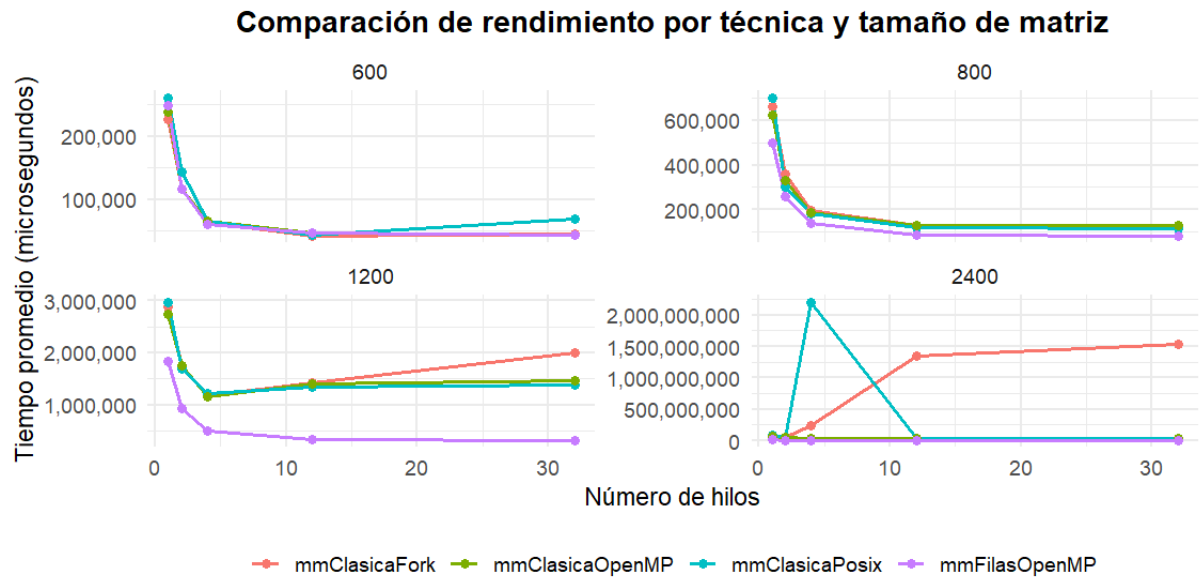 Comparación de rendimiento por técnica y tamaño de matriz
600
800
200,000
100,000
600,000
400,000
200,000
Tiempo promedio (microsegundos)
1200
2400
3,000,000
2,000,000
1,000,000
2,000,000,000
1,500,000,000
1,000,000,000
500,000,000
0
0 10 20 30
0 10 20 30
Número de hilos
mmClasicaFork mmClasicaOpenMP mmClasicaPosix mmFilasOpenMP